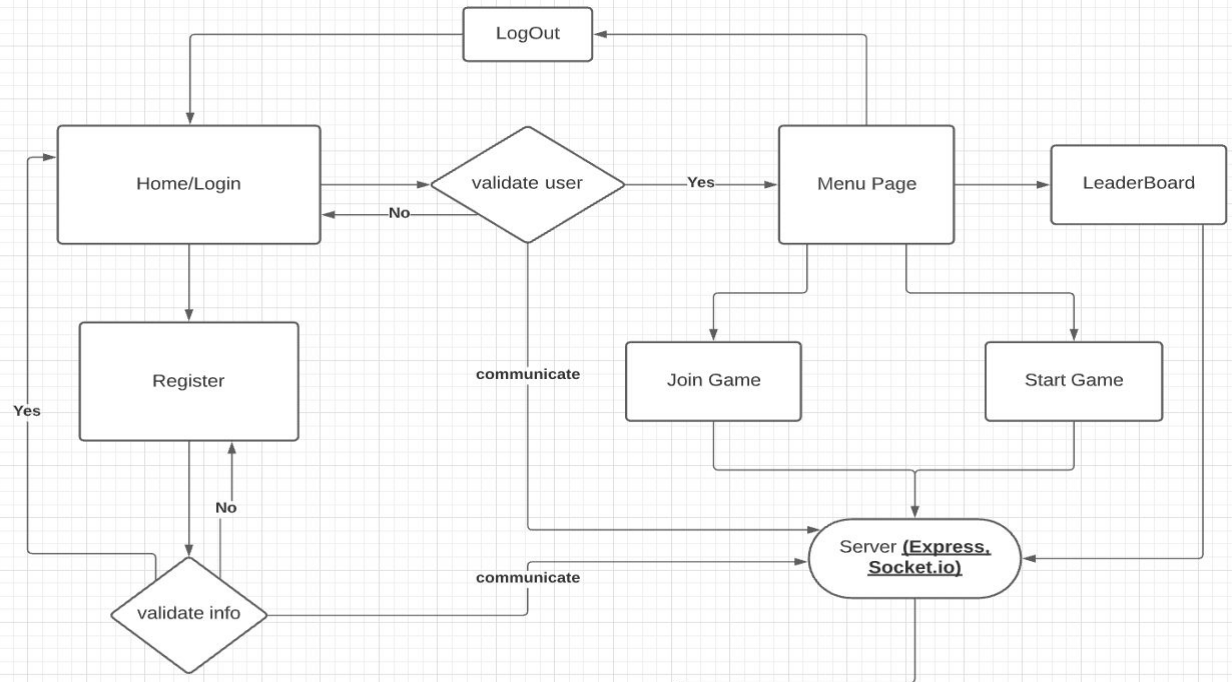 LogOut
Home/Login
validate user
Yes
Menu Page
LeaderBoard
No
communicate
Join Game
Start Game
Register
Yes
No
Server (Express,
Socket.io)
communicate
validate info